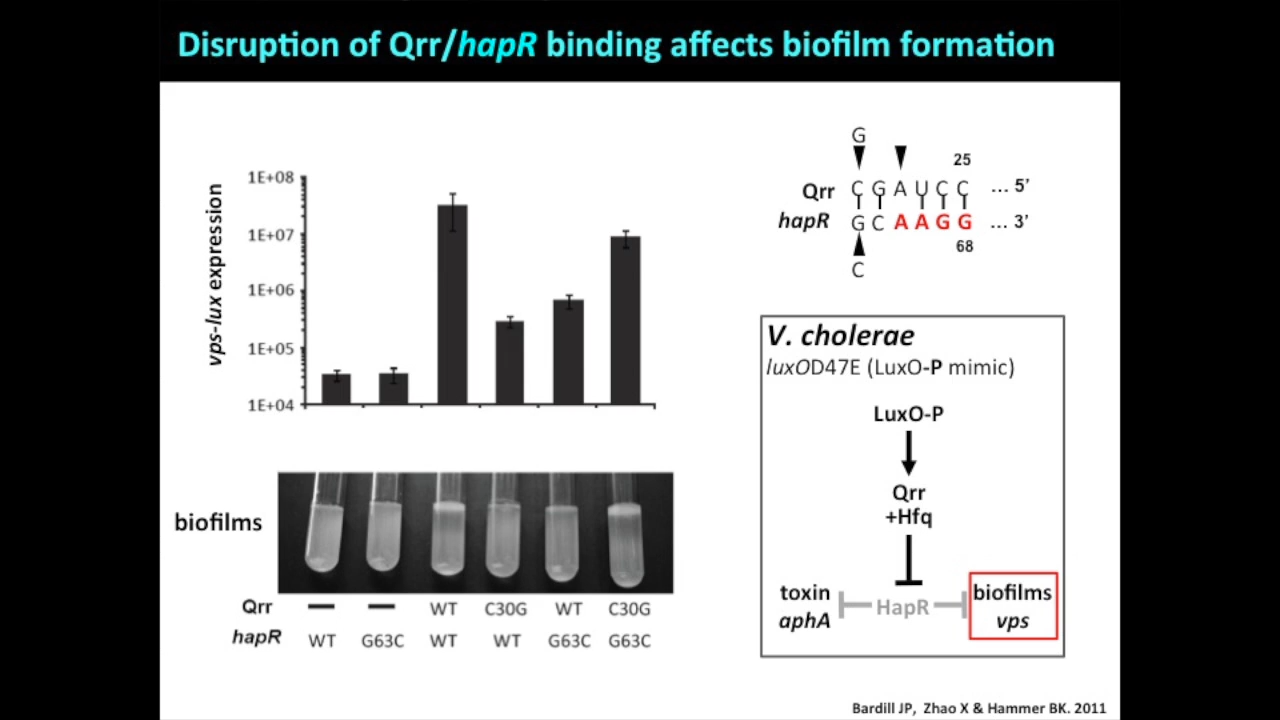 Disruption of Qrr/hapR binding affects biofilm formation
vps-lux expression
1E+08
1E+07
1E+06
1E+05
1E+04
biofilms
Qrr — — WT C30G WT C30G
hapR WT G63C WT WT G63C G63C
G
25
Qrr C G A U C C ... 5’
hapR G C A A G G ... 3’
68
C
V. cholerae
luxOD47E (LuxO-P mimic)
LuxO-P
Qrr
+Hfq
toxin
aphA
HapR
biofilms
vps
Bardill JP, Zhao X & Hammer BK. 2011